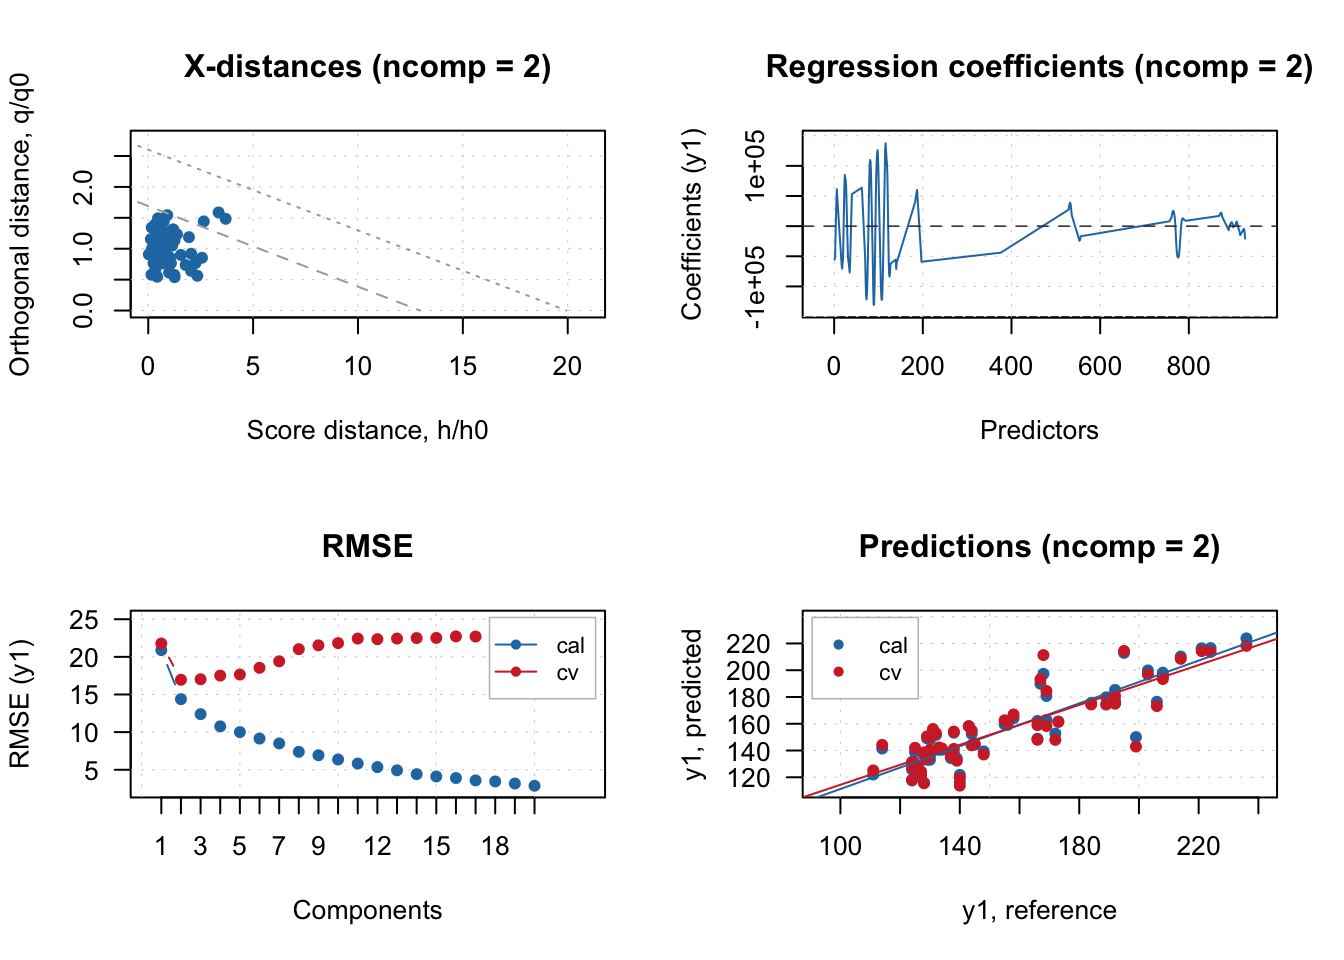 X-distances (ncomp = 2)
Orthogonal distance, q/q0
0.0 1.0 2.0
0 5 10 15 20
Score distance, h/h0
Regression coefficients (ncomp = 2)
Coefficients (y1)
-1e+05 1e+05
0 200 400 600 800
Predictors
RMSE
RMSE (y1)
25
20
15
10
5
cal
cv
1 3 5 7 9 12 15 18
Components
Predictions (ncomp = 2)
y1, predicted
220
200
180
160
140
120
cal
cv
100 140 180 220
y1, reference